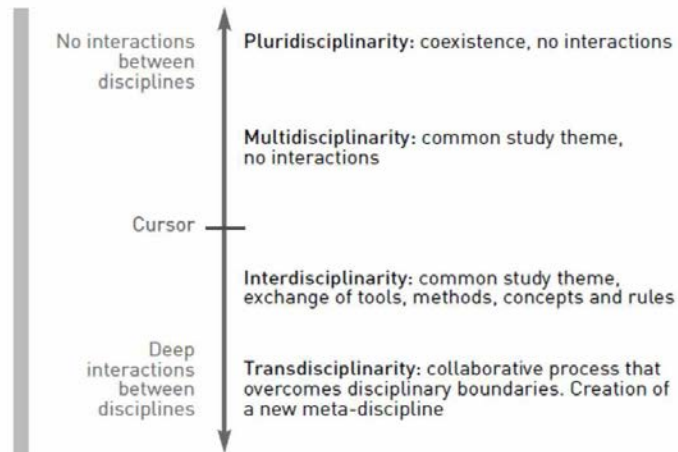 No interactions
between
disciplines
Pluridisciplinarity: coexistence, no interactions
Multidisciplinarity: common study theme,
no interactions
Cursor
Interdisciplinarity: common study theme,
exchange of tools, methods, concepts and rules
Deep
interactions
between
disciplines
Transdisciplinarity: collaborative process that
overcomes disciplinary boundaries. Creation of
a new meta-discipline